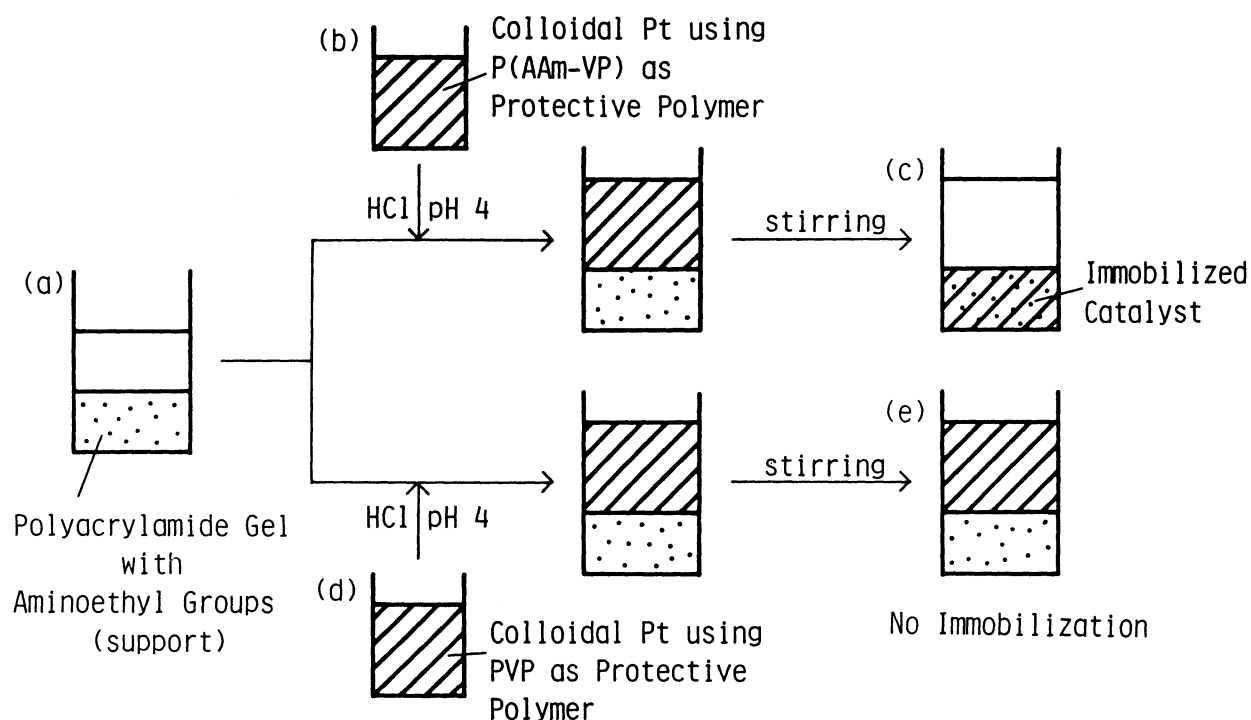 (b)
Colloidal Pt using
P(AAm-VP) as
Protective Polymer
HCl pH 4
stirring
(c)
Immobilized
Catalyst
(a)
Polyacrylamide Gel
with
Aminoethyl Groups
(support)
HCl pH 4
stirring
(e)
No Immobilization
(d)
Colloidal Pt using
PVP as Protective
Polymer